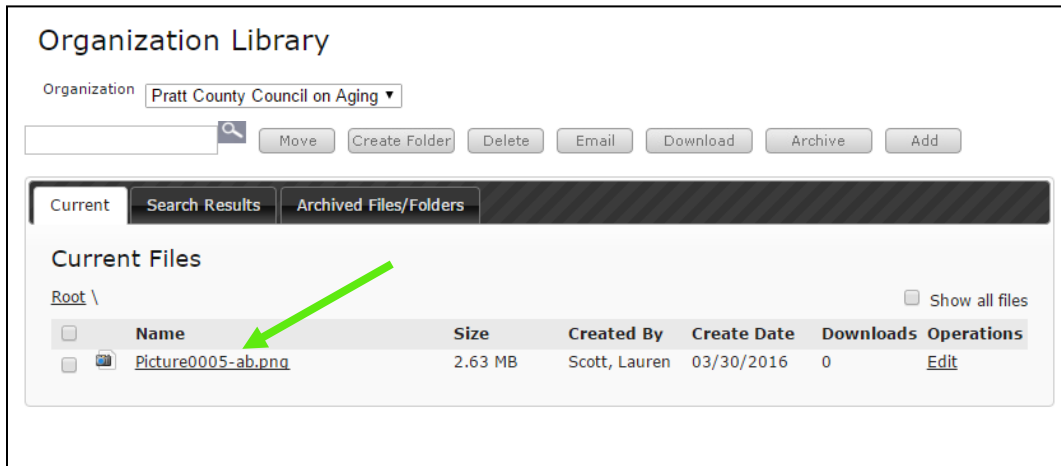 Organization Library
Organization Pratt County Council on Aging ▼
Move Create Folder Delete Email Download Archive Add
Current Search Results Archived Files/Folders
Current Files
Root \ Show all files
Name Size Created By Create Date Downloads Operations
Picture0005-ab.png 2.63 MB Scott, Lauren 03/30/2016 0 Edit